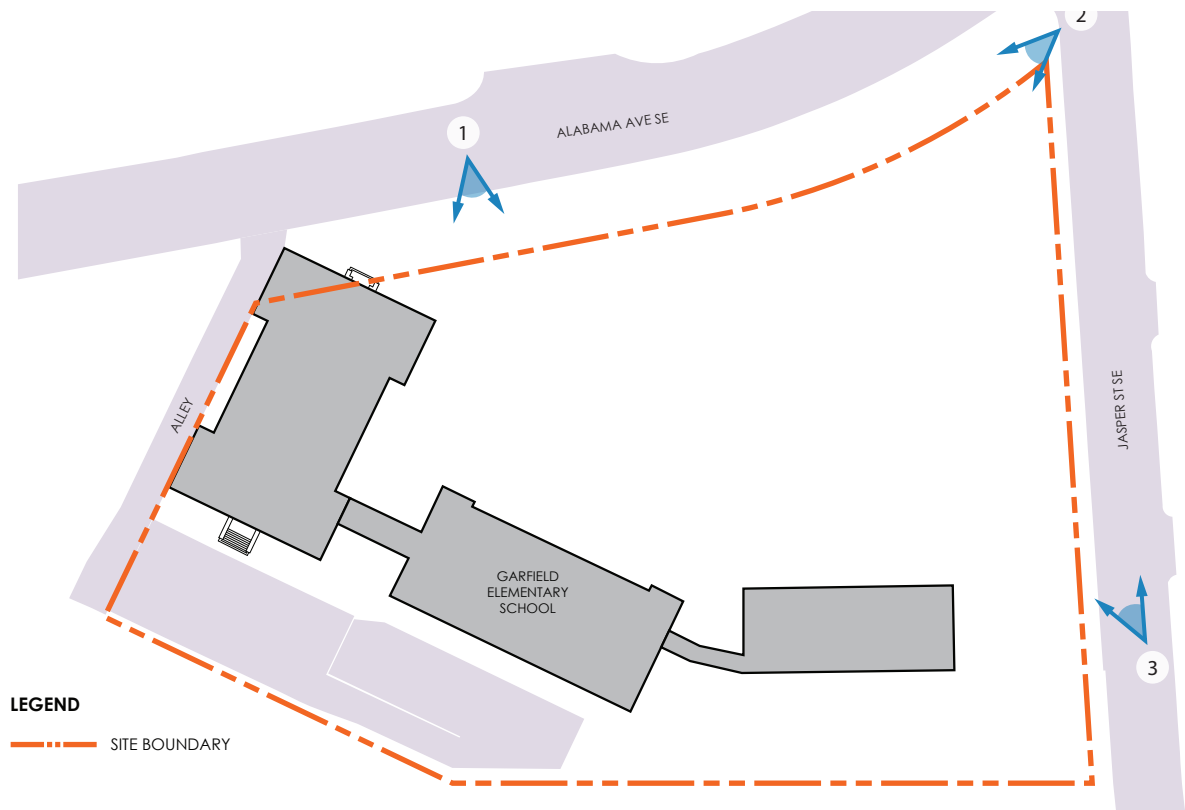 2
1
ALABAMA AVE SE
ALLEY
JASPER ST SE
GARFIELD
ELEMENTARY
SCHOOL
3
LEGEND
SITE BOUNDARY